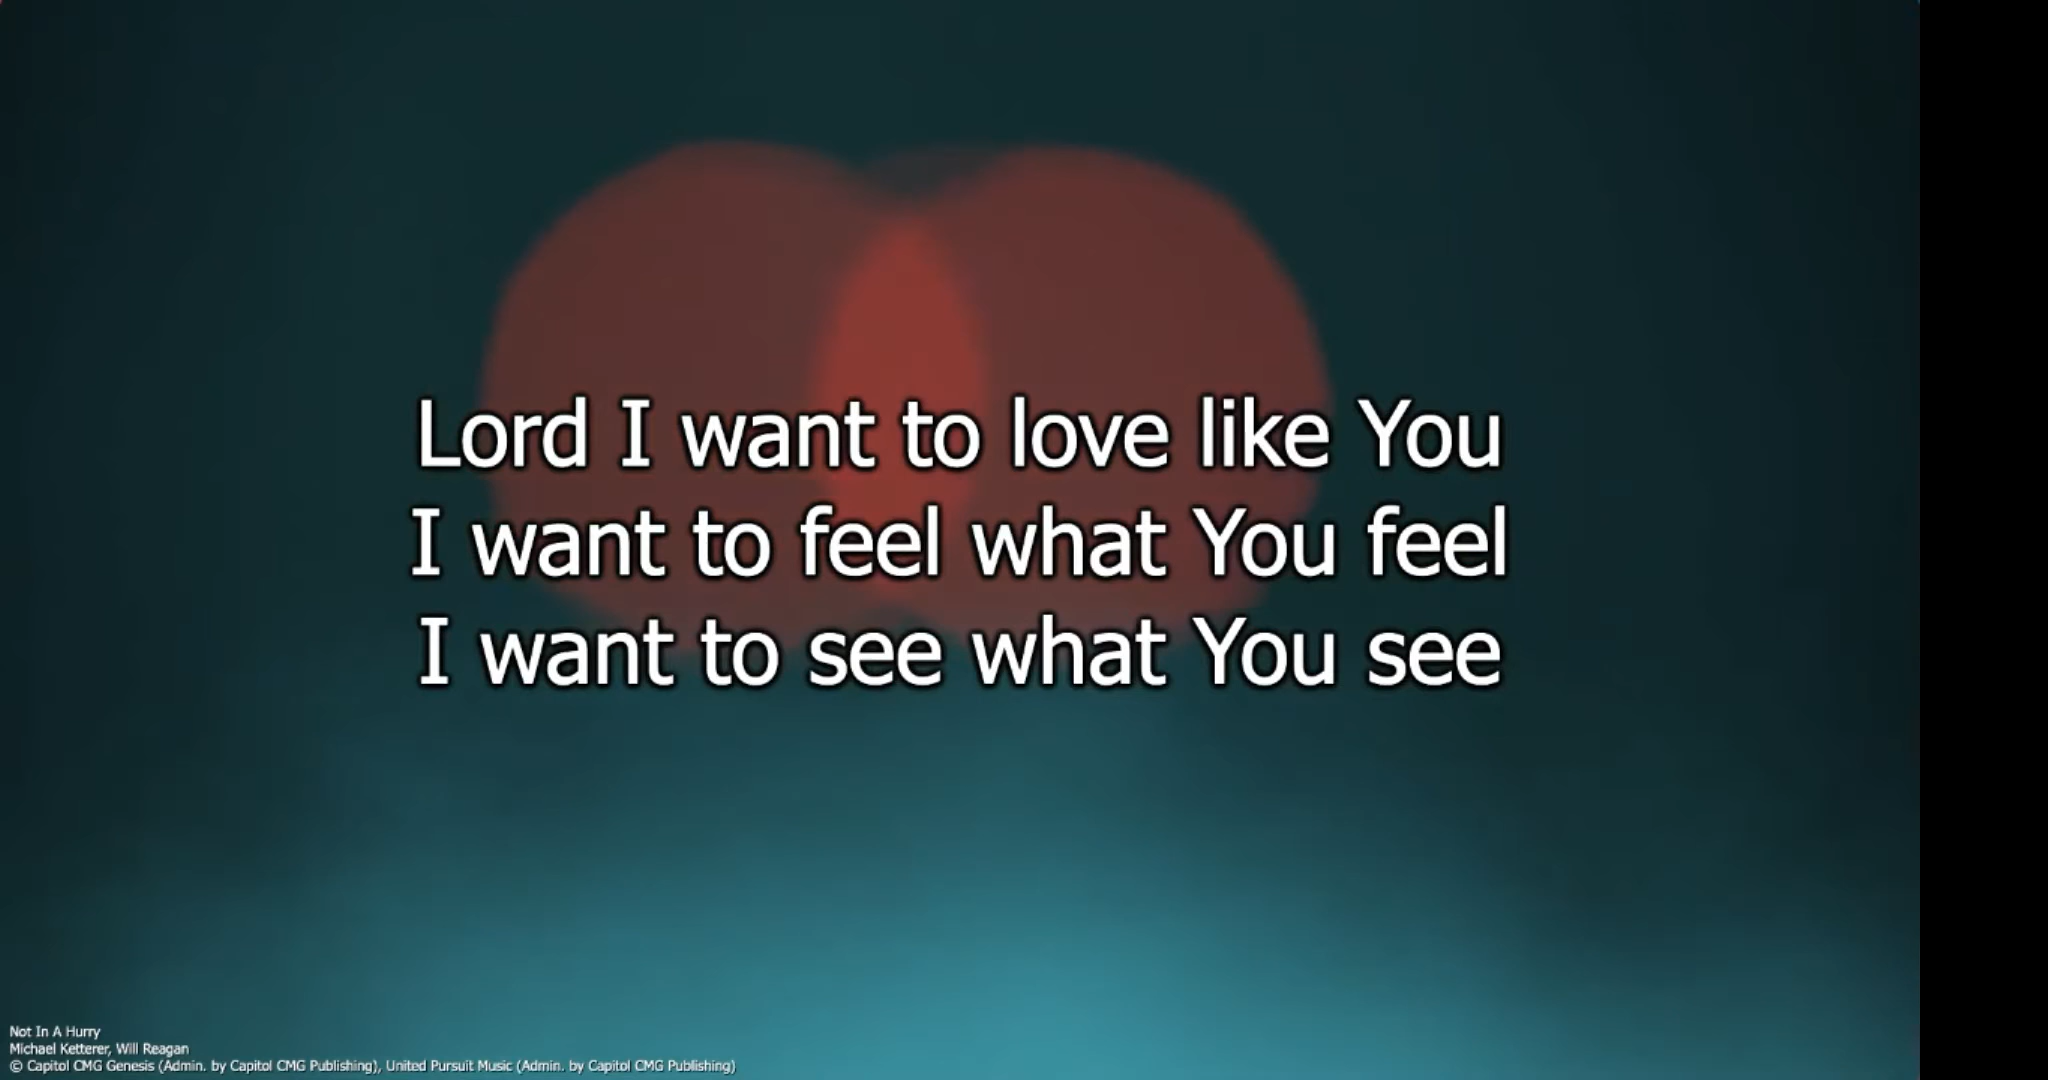 Lord I want to love like You
I want to feel what You feel
I want to see what You see
Not In A Hurry
Michael Ketterer, Will Reagan
© Capitol CMG Genesis (Admin. by Capitol CMG Publishing), United Pursuit Music (Admin. by Capitol CMG Publishing)